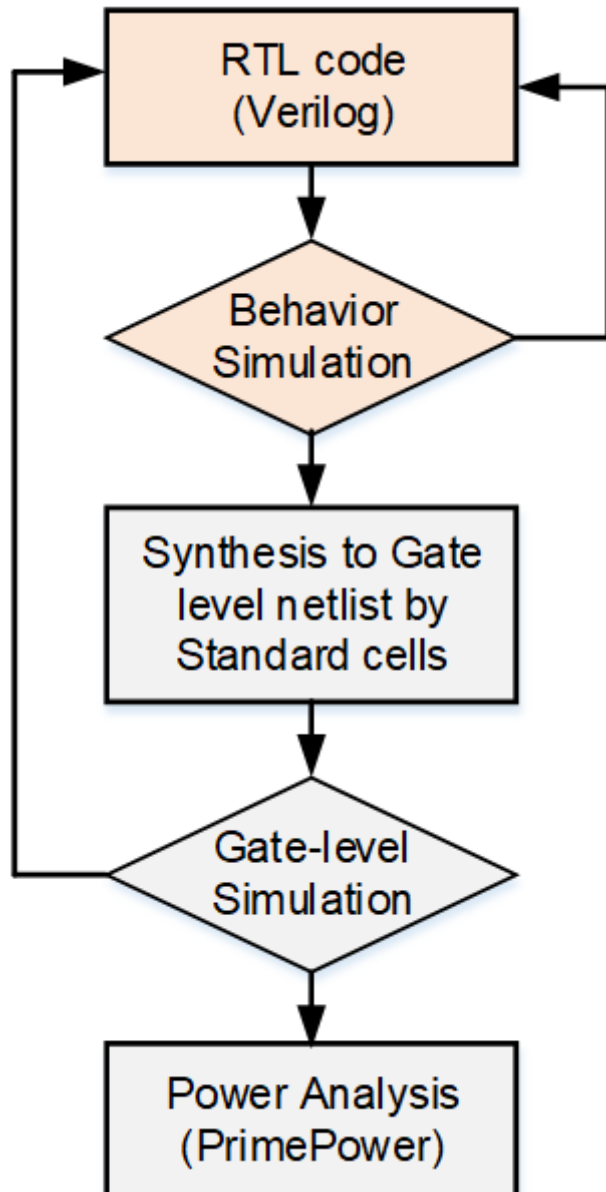 RTL code
(Verilog)
Behavior
Simulation
Synthesis to Gate
level netlist by
Standard cells
Gate-level
Simulation
Power Analysis
(PrimePower)